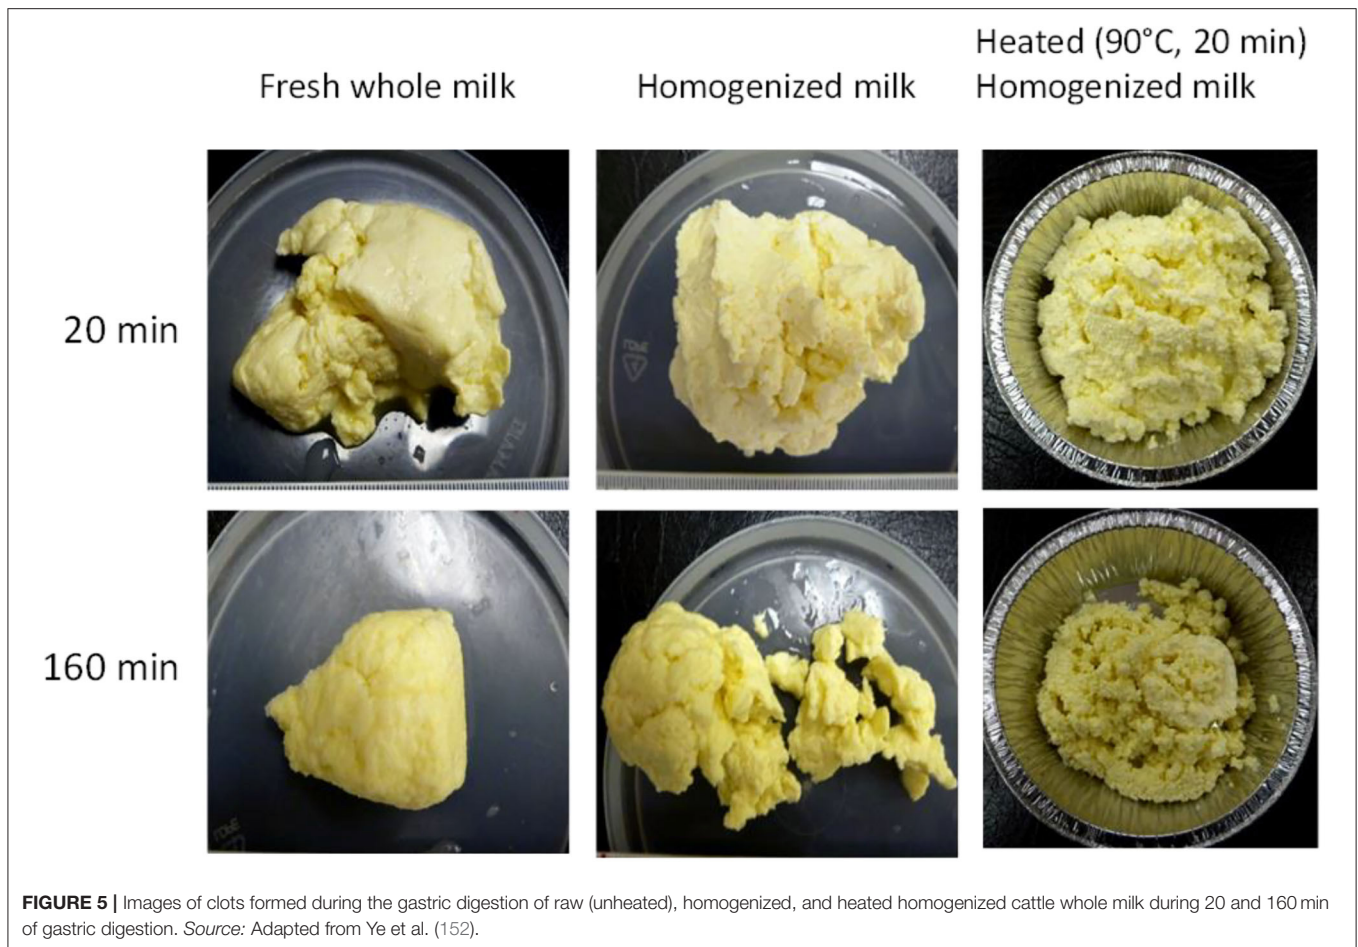 Heated (90°C, 20 min)
Fresh whole milk Homogenized milk Homogenized milk
20 min
160 min
FIGURE 5 | Images of clots formed during the gastric digestion of raw (unheated), homogenized, and heated homogenized cattle whole milk during 20 and 160 min
of gastric digestion. Source: Adapted from Ye et al. (152).